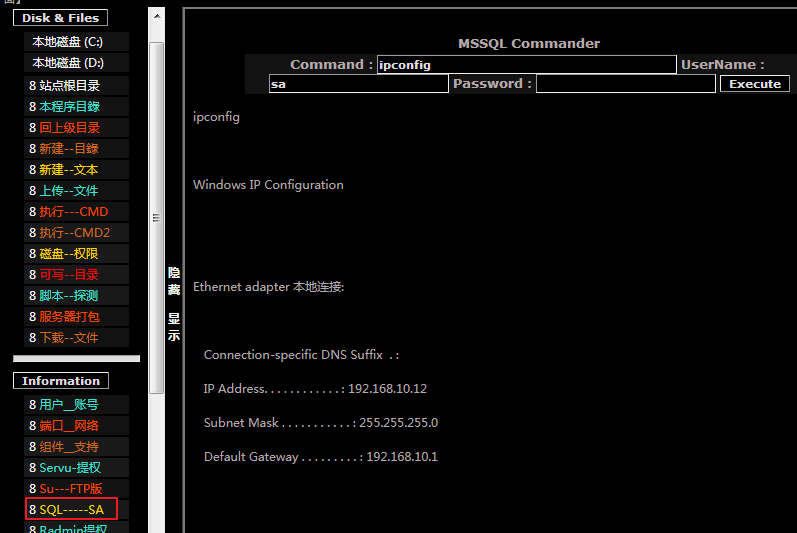 面】
Disk & Files
本地磁盘 (C:)
本地磁盘 (D:)
8 站点根目录
8 本程序目錄
8 回上级目录
8 新建--目錄
8 新建--文本
8 上传--文件
8 执行---CMD
8 执行--CMD2
8 磁盘--权限
8 可写--目录
8 脚本--探测
8 服务器打包
8 下载--文件
Information
8 用户__账号
8 端口__网络
8 组件__支持
8 Servu-提权
8 Su---FTP版
8 SQL-----SA
8 Radmin提权
隐
藏
显
示
MSSQL Commander
Command : ipconfig UserName :
sa Password : Execute
ipconfig
Windows IP Configuration
Ethernet adapter 本地连接:
Connection-specific DNS Suffix . :
IP Address. . . . . . . . . . . . : 192.168.10.12
Subnet Mask . . . . . . . . . . . : 255.255.255.0
Default Gateway . . . . . . . . . : 192.168.10.1